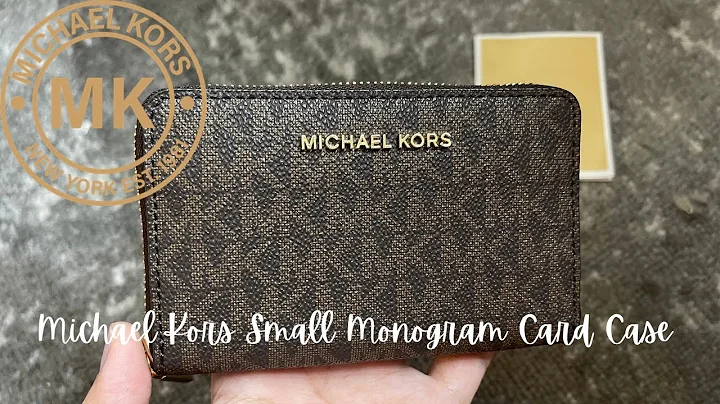 MICHAEL KORS
MK
NEW YORK EST 1981
MICHAEL KORS
Michael Kors Small Monogram Card Case